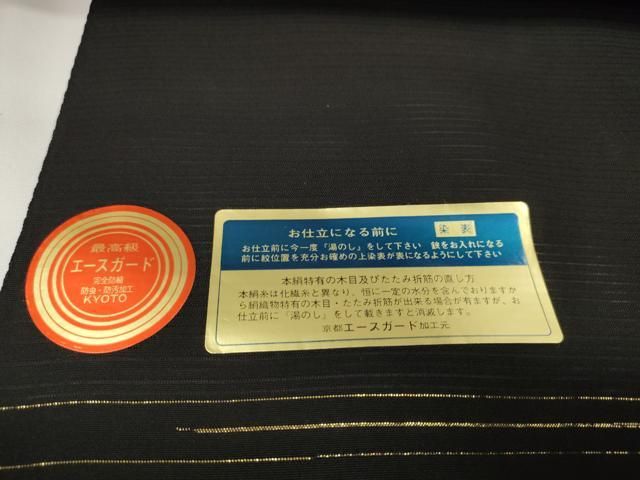 最高級
エースガード
完全防縮
防虫・防汚加工
KYOTO
お仕立になる前に
染表
お仕立前に今一度「湯のし」をして下さい 鋏をお入れになる
前に紋位置を充分お確めの上染表が表になるようにして下さい
本絹特有の木目及びたたみ折筋の直し方
本絹糸は化繊糸と異なり、恒に一定の水分を含んでおりますか
ら絹織物特有の木目・たたみ折筋が出来る場合が有ますが、お
仕立前に「湯のし」をして戴きますと消滅します。
京都エースガード加工元